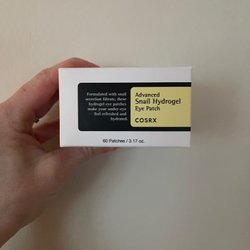 Formulated with snail
secretion filtrate, these
hydrogel eye patches
make your under-eye
feel refreshed and
hydrated.
Advanced
Snail Hydrogel
Eye Patch
COSRX
60 Patches / 3.17 oz.